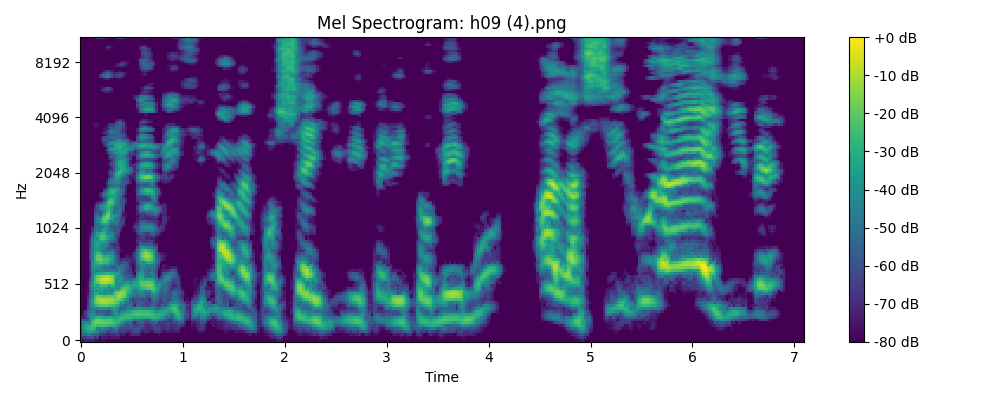 Mel Spectrogram: h09 (4).png
Hz
8192
4096
2048
1024
512
0
0 1 2 3 4 5 6 7
Time
+0 dB
-10 dB
-20 dB
-30 dB
-40 dB
-50 dB
-60 dB
-70 dB
-80 dB